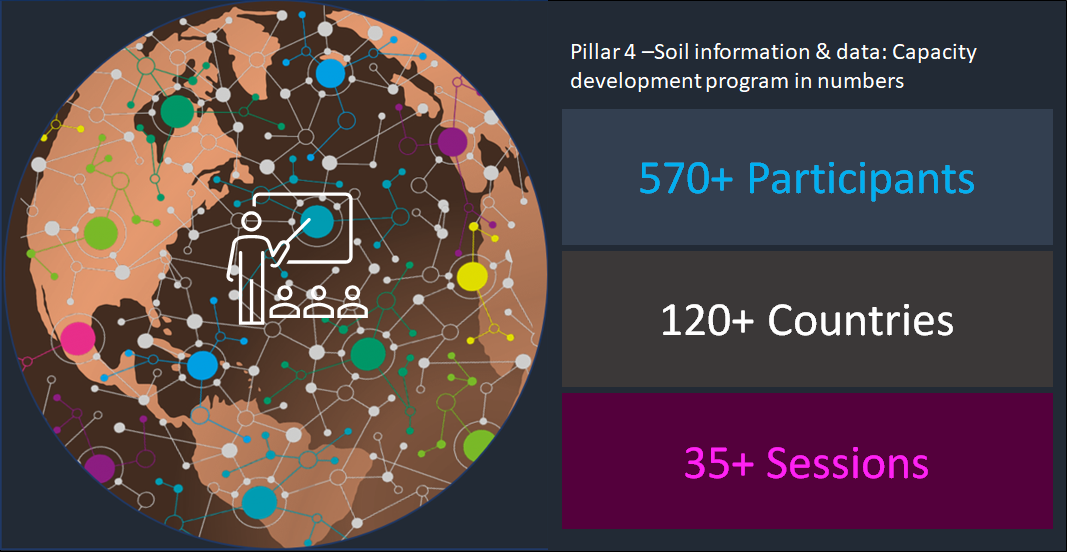 Pillar 4 –Soil information & data: Capacity
development program in numbers
570+ Participants
120+ Countries
35+ Sessions